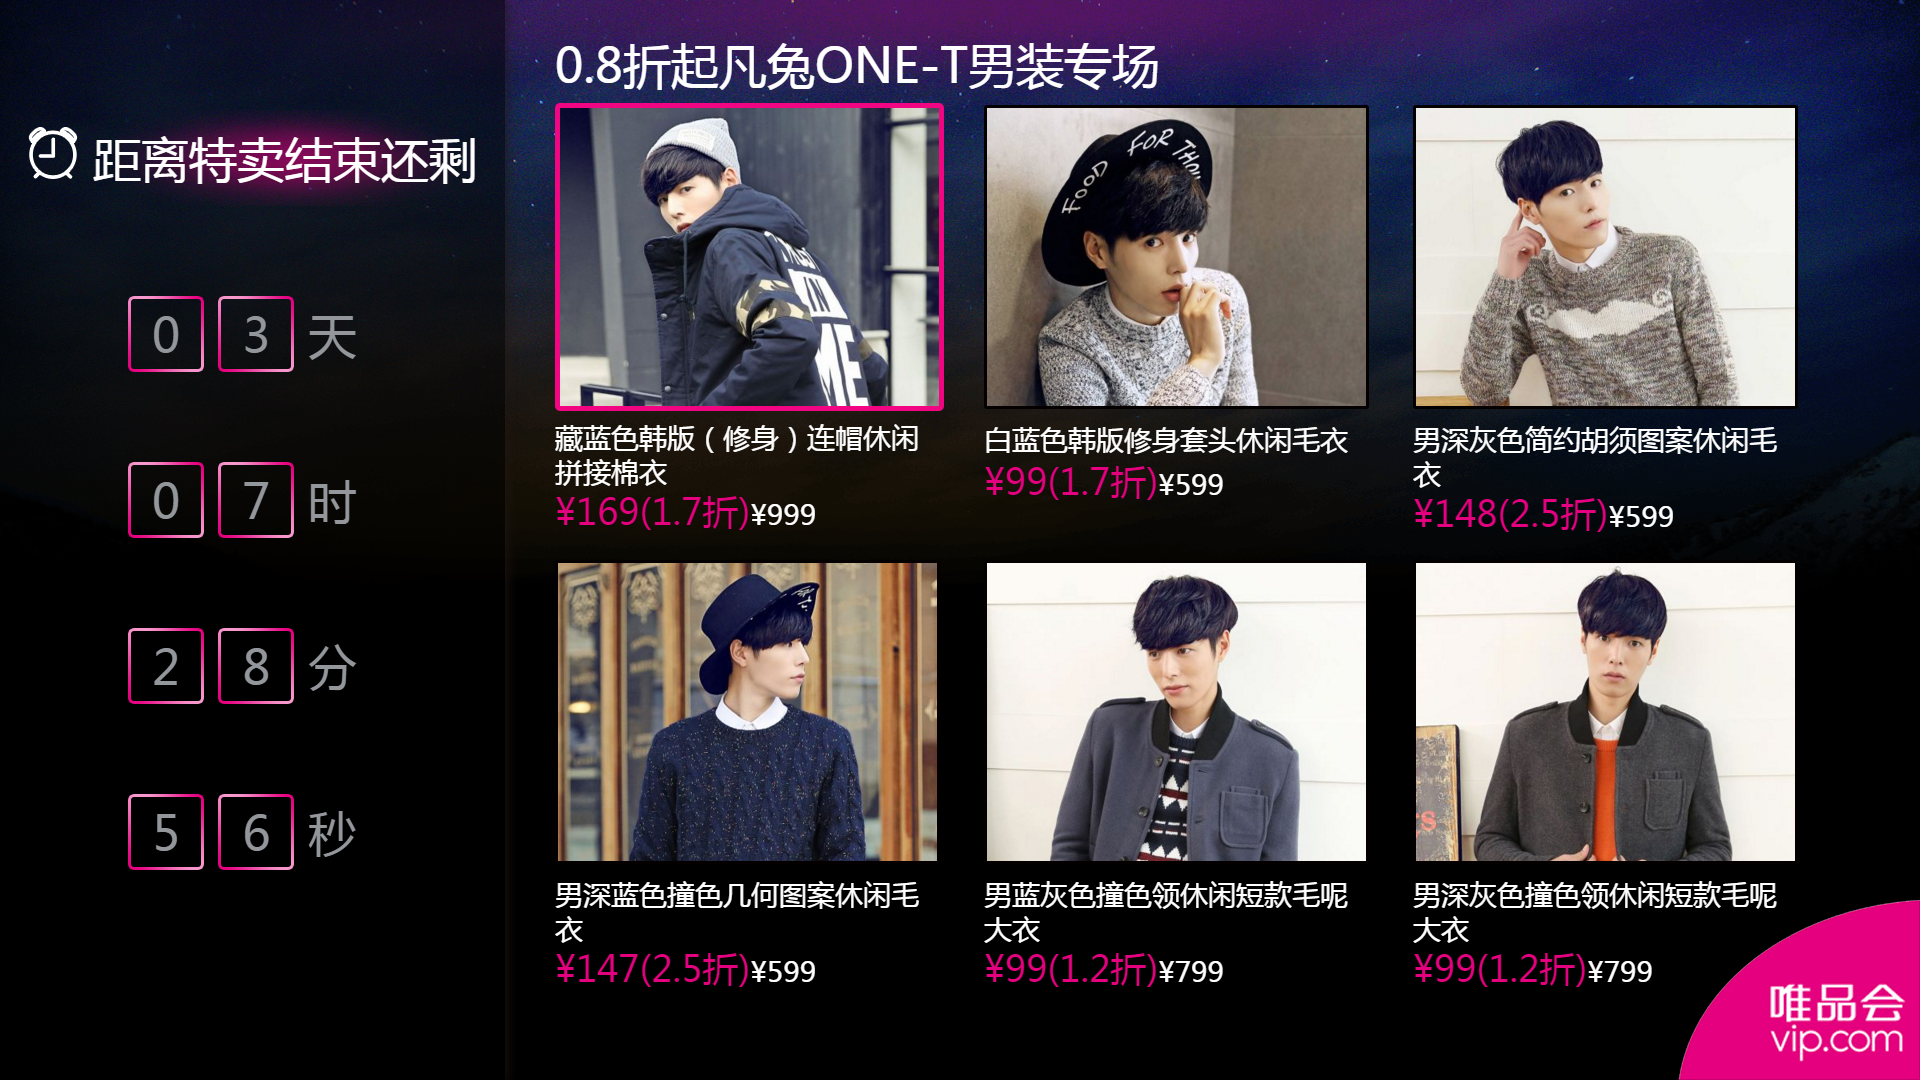 0.8折起凡兔ONE-T男装专场
距离特卖结束还剩
03天
07时
28分
56秒
FOOD FOR THOU
IN
ME
藏蓝色韩版（修身）连帽休闲
拼接棉衣
¥169(1.7折)¥999
白蓝色韩版修身套头休闲毛衣
¥99(1.7折)¥599
男深灰色简约胡须图案休闲毛
衣
¥148(2.5折)¥599
男深蓝色撞色几何图案休闲毛
衣
¥147(2.5折)¥599
男蓝灰色撞色领休闲短款毛呢
大衣
¥99(1.2折)¥799
男深灰色撞色领休闲短款毛呢
大衣
¥99(1.2折)¥799
唯品会
vip.com